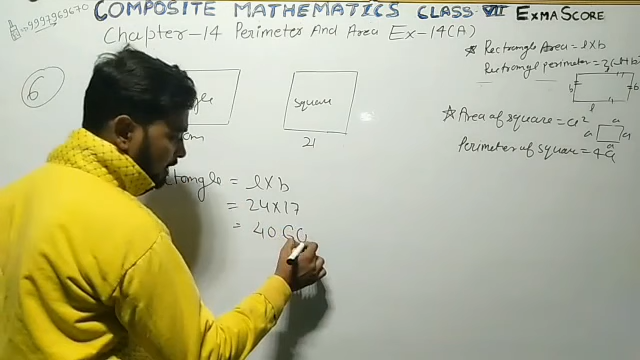 COMPOSITE MATHEMATICS CLASS VII EXMASCORE
9997969670
Chapter-14 Perimeter And Area Ex-14(A)
6
square
21
= l×b
= 24×17
= 40
* Rectangle Area = l×b
Rectangle perimeter = 2(l+b)
b
b
l
☆ Area of square = a²
a
a
a
a
Perimeter of square = 4a